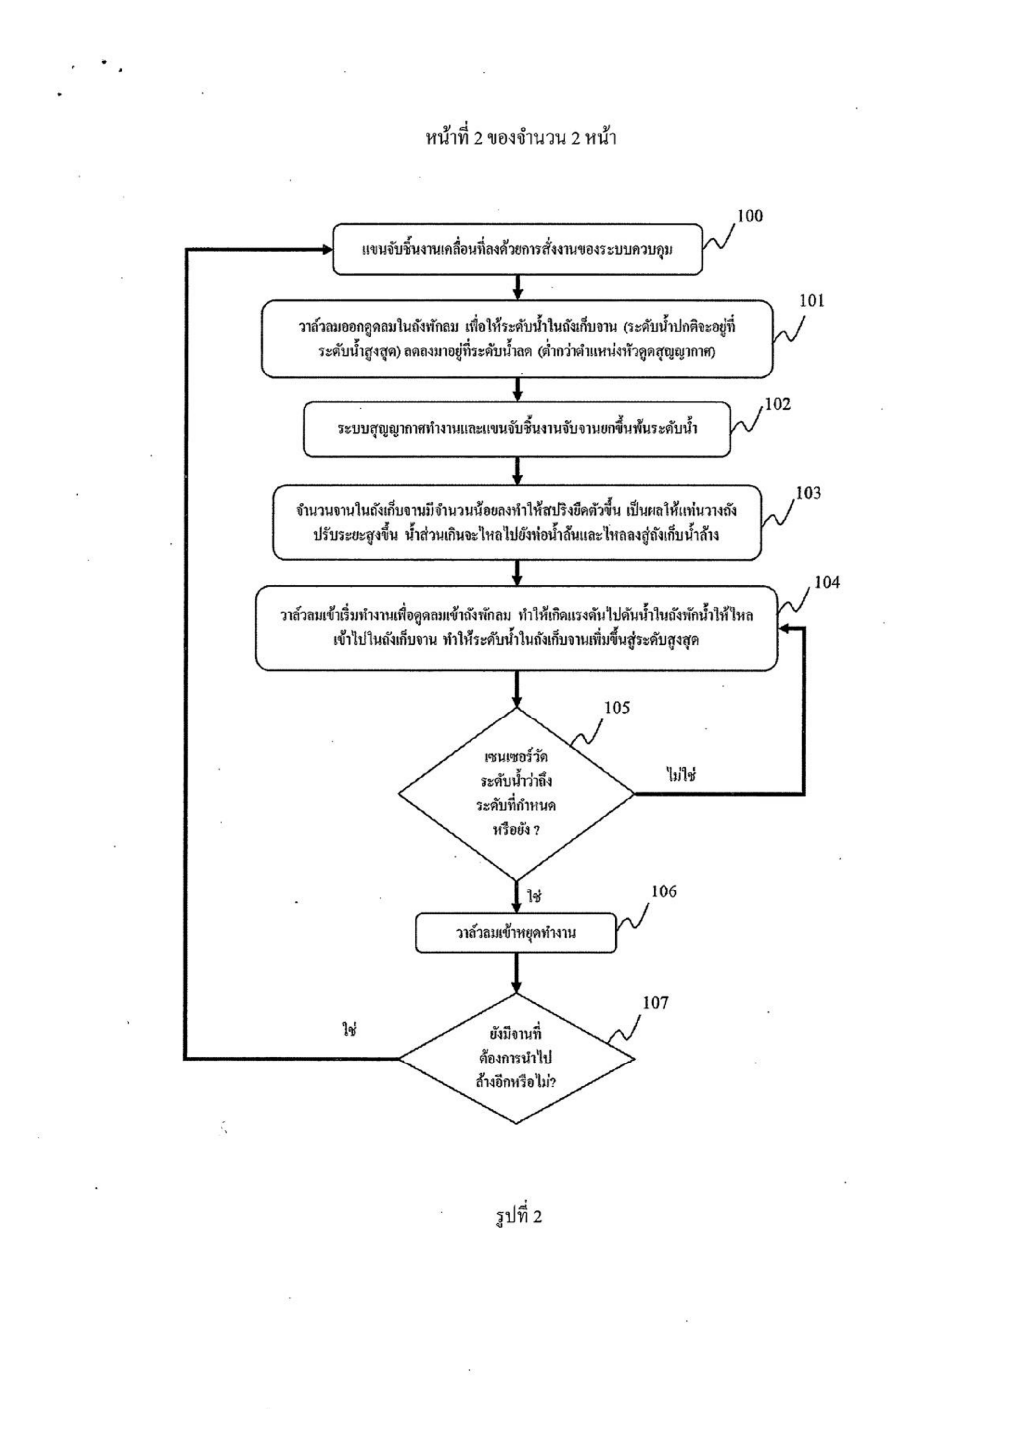 หน้าที่ 2 ของจำนวน 2 หน้า
100
แขนจับชิ้นงานเคลื่อนที่ลงด้วยการสั่งงานของระบบควบคุม
101
วาล์วลมออกดูดลมในถังพักลม เพื่อให้ระดับน้ำในถังเก็บจาน (ระดับน้ำปกติจะอยู่ที่
ระดับน้ำสูงสุด) ลดลงมาอยู่ที่ระดับน้ำลด (ต่ำกว่าตำแหน่งหัวดูดสุญญากาศ)
102
ระบบสุญญากาศทำงานและแขนจับชิ้นงานจับจานยกขึ้นพ้นระดับน้ำ
103
จำนวนจานในถังเก็บจานมีจำนวนน้อยลงทำให้สปริงยืดตัวขึ้น เป็นผลให้แท่นวางถัง
ปรับระยะสูงขึ้น น้ำส่วนเกินจะไหลไปยังท่อน้ำล้นและไหลลงสู่ถังเก็บน้ำล้าง
104
วาล์วลมเข้าเริ่มทำงานเพื่อดูดลมเข้าถังพักลม ทำให้เกิดแรงดันไปดันน้ำในถังพักน้ำให้ไหล
เข้าไปในถังเก็บจาน ทำให้ระดับน้ำในถังเก็บจานเพิ่มขึ้นสู่ระดับสูงสุด
105
เซนเซอร์วัด
ระดับน้ำว่าถึง
ระดับที่กำหนด
หรือยัง ?
ไม่ใช่
ใช่
106
วาล์วลมเข้าหยุดทำงาน
107
ใช่
ยังมีจานที่
ต้องการนำไป
ล้างอีกหรือไม่?
รูปที่ 2